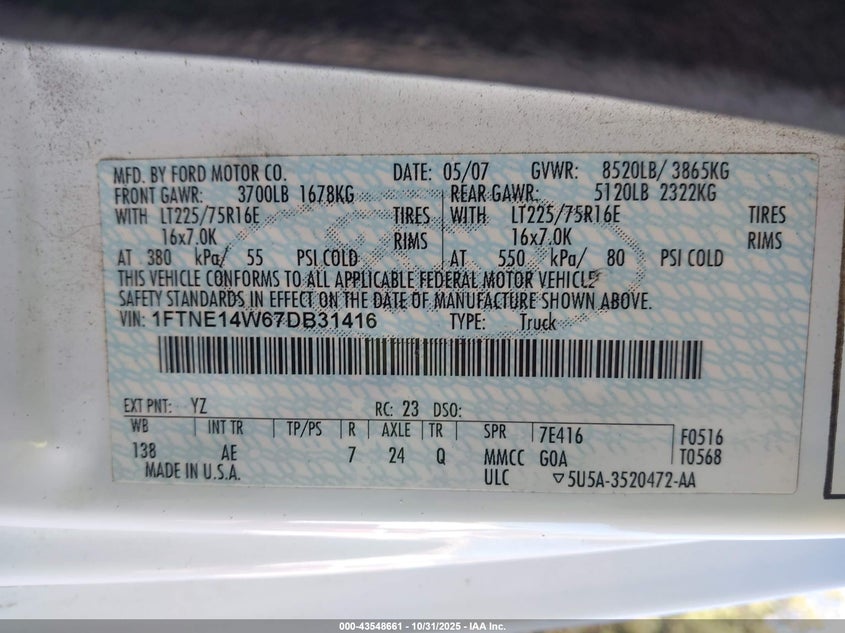 MFD. BY FORD MOTOR CO. DATE: 05/07 GVWR: 8520LB/ 3865KG
FRONT GAWR: 3700LB 1678KG REAR GAWR: 5120LB 2322KG
WITH LT225/75R16E TIRES WITH LT225/75R16E TIRES
16x7.0K RIMS 16x7.0K RIMS
AT 380 kPa/ 55 PSI COLD AT 550 kPa/ 80 PSI COLD
THIS VEHICLE CONFORMS TO ALL APPLICABLE FEDERAL MOTOR VEHICLE
SAFETY STANDARDS IN EFFECT ON THE DATE OF MANUFACTURE SHOWN ABOVE.
VIN: 1FTNE14W67DB31416 TYPE: Truck
EXT PNT: YZ RC: 23 DSO:
WB INT TR TP/PS R AXLE TR SPR 7E416 F0516
138 AE 7 24 Q MMCC G0A T0568
MADE IN U.S.A. ULC ▽5U5A-3520472-AA
000-43548661 - 10/31/2025 - IAA Inc.